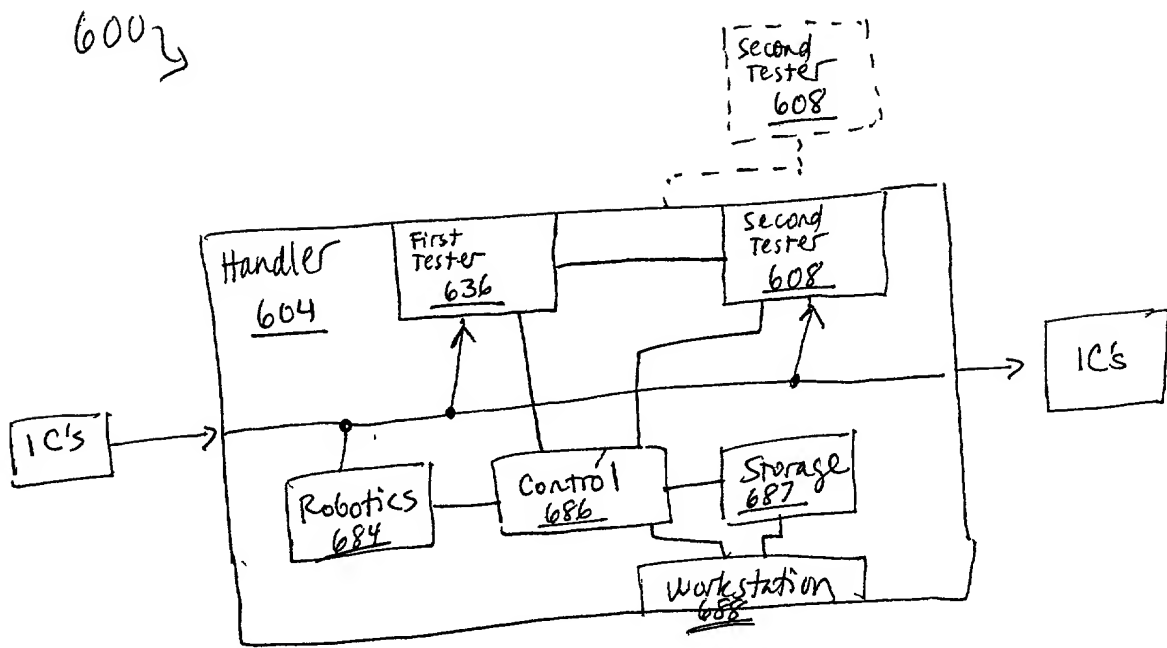 600
Second
Tester
608
Handler
604
First
Tester
636
Second
Tester
608
IC's
IC's
Robotics
684
Control
686
Storage
687
Workstation
688